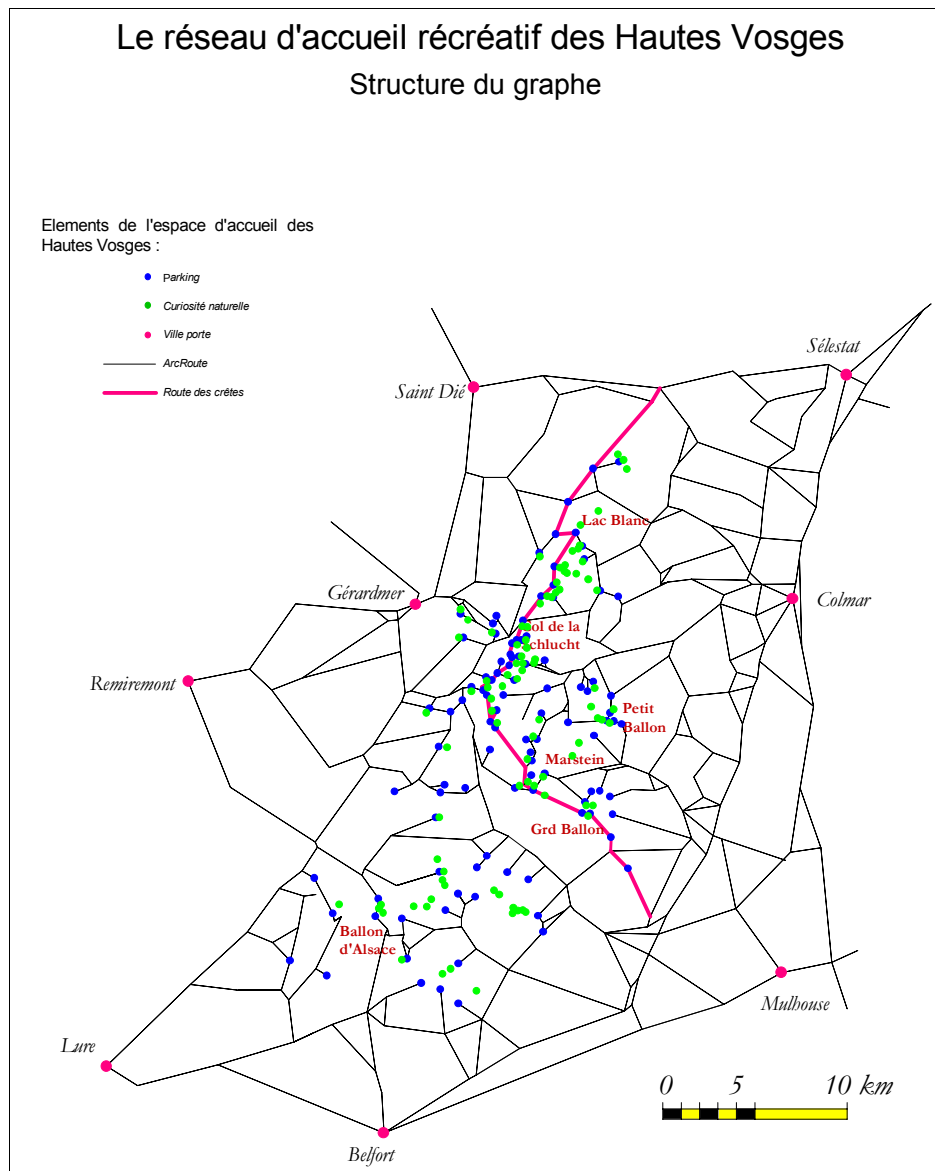 Le réseau d'accueil récréatif des Hautes Vosges
Structure du graphe
Elements de l'espace d'accueil des
Hautes Vosges :
Parking
Curiosité naturelle
Ville porte
ArcRoute
Route des crêtes
Sélestat
Saint Dié
Lac Blanc
Gérardmer
Colmar
ol de la
chlucht
Remiremont
Petit
Ballon
Marstein
Grd Ballon
Ballon
d'Alsace
Mulhouse
Lure
0 5 10 km
Belfort